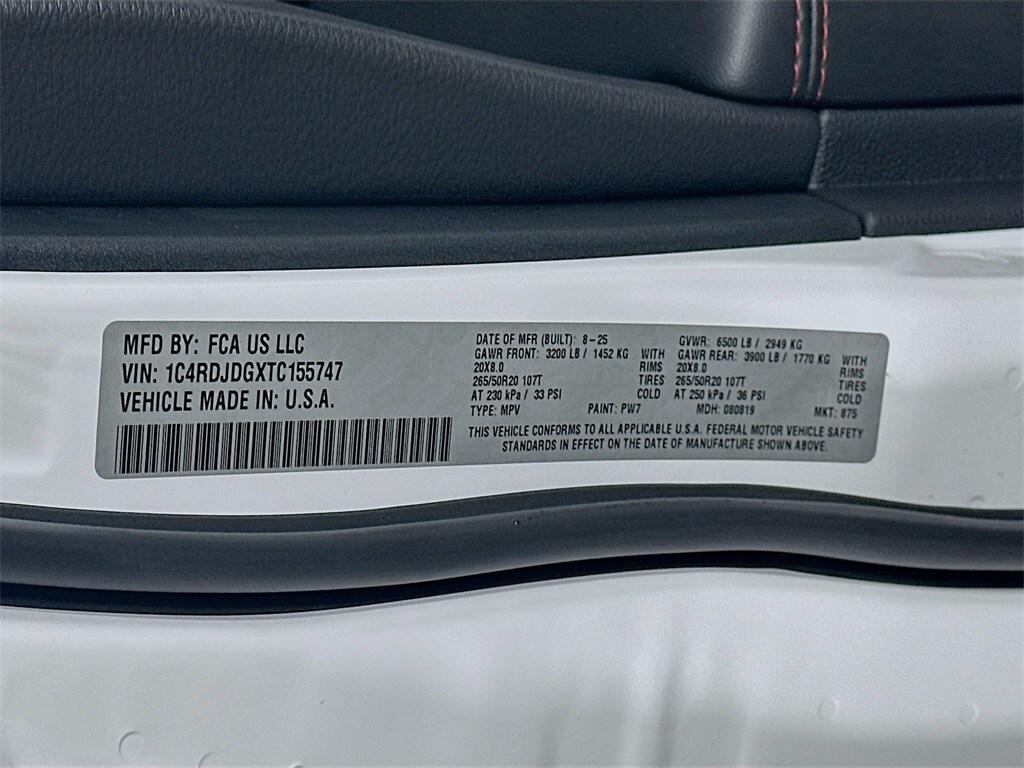 MFD BY: FCA US LLC
VIN: 1C4RDJDGXTC155747
VEHICLE MADE IN: U.S.A.
DATE OF MFR (BUILT): 8-25
GAWR FRONT: 3200 LB / 1452 KG WITH
20X8.0 RIMS
265/50R20 107T TIRES
AT 230 kPa / 33 PSI COLD
TYPE: MPV PAINT: PW7
GVWR: 6500 LB / 2949 KG
GAWR REAR: 3900 LB / 1770 KG WITH
20X8.0 RIMS
265/50R20 107T TIRES
AT 250 kPa / 36 PSI COLD
MDH: 080819 MKT: 875
THIS VEHICLE CONFORMS TO ALL APPLICABLE U.S.A. FEDERAL MOTOR VEHICLE SAFETY
STANDARDS IN EFFECT ON THE DATE OF MANUFACTURE SHOWN ABOVE.